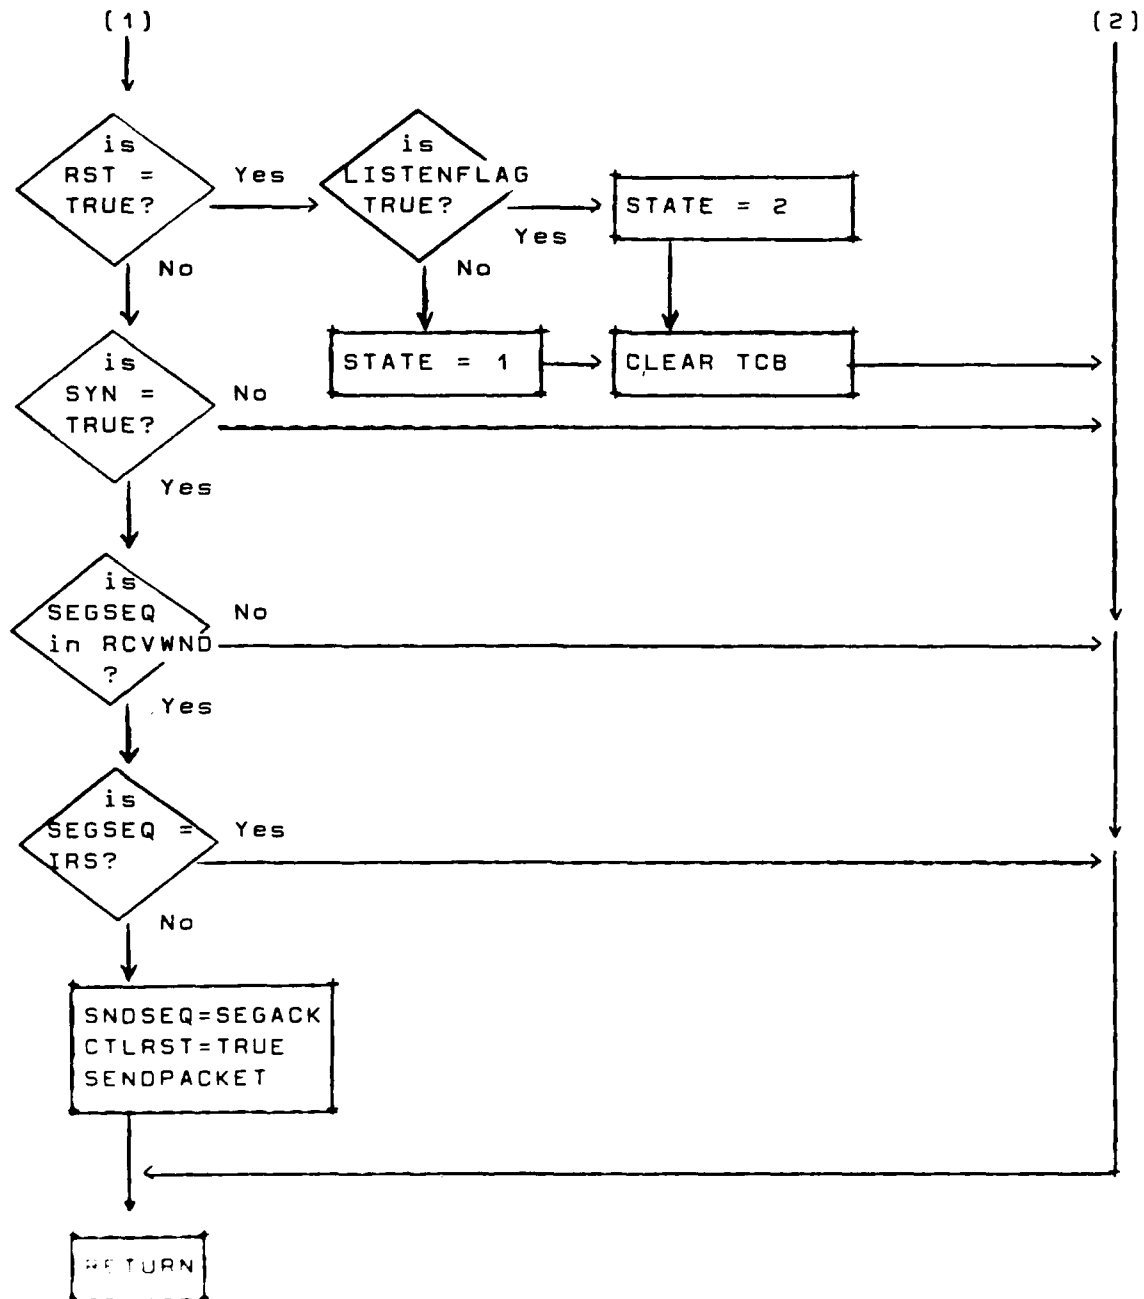 (1)
(2)
is
RST =
TRUE?
Yes
is
LISTENFLAG
TRUE?
Yes
STATE = 2
No
No
is
SYN =
TRUE?
No
STATE = 1
CLEAR TCB
Yes
is
SEGSEQ
in RCVWND
?
No
Yes
is
SEGSEQ =
IRS?
Yes
No
SNDSEQ=SEGACK
CTLRST=TRUE
SENDPACKET
RETURN